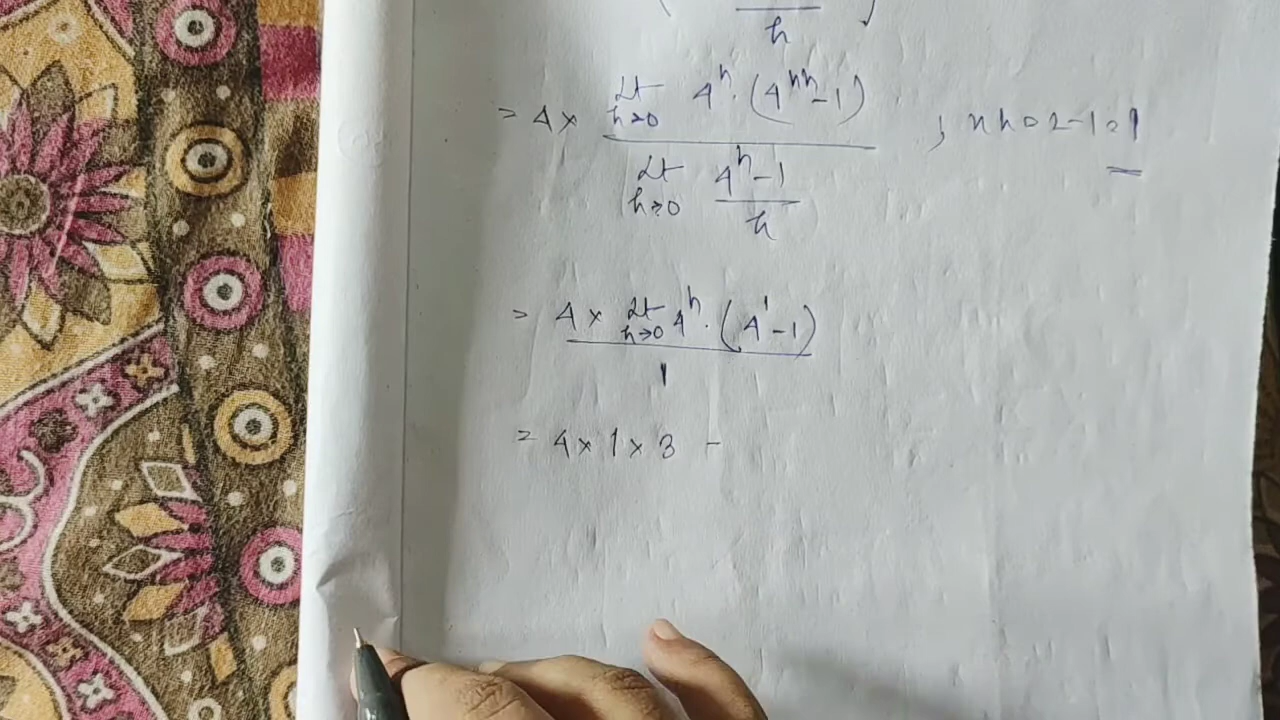 h
= 4 × Lt h→0 4^h · (4^{nh} - 1) , nh = 2 - 1 = 1
Lt h→0 4^h - 1 / h
= 4 × Lt h→0 4^h · (4^1 - 1)
1
= 4 × 1 × 3 -